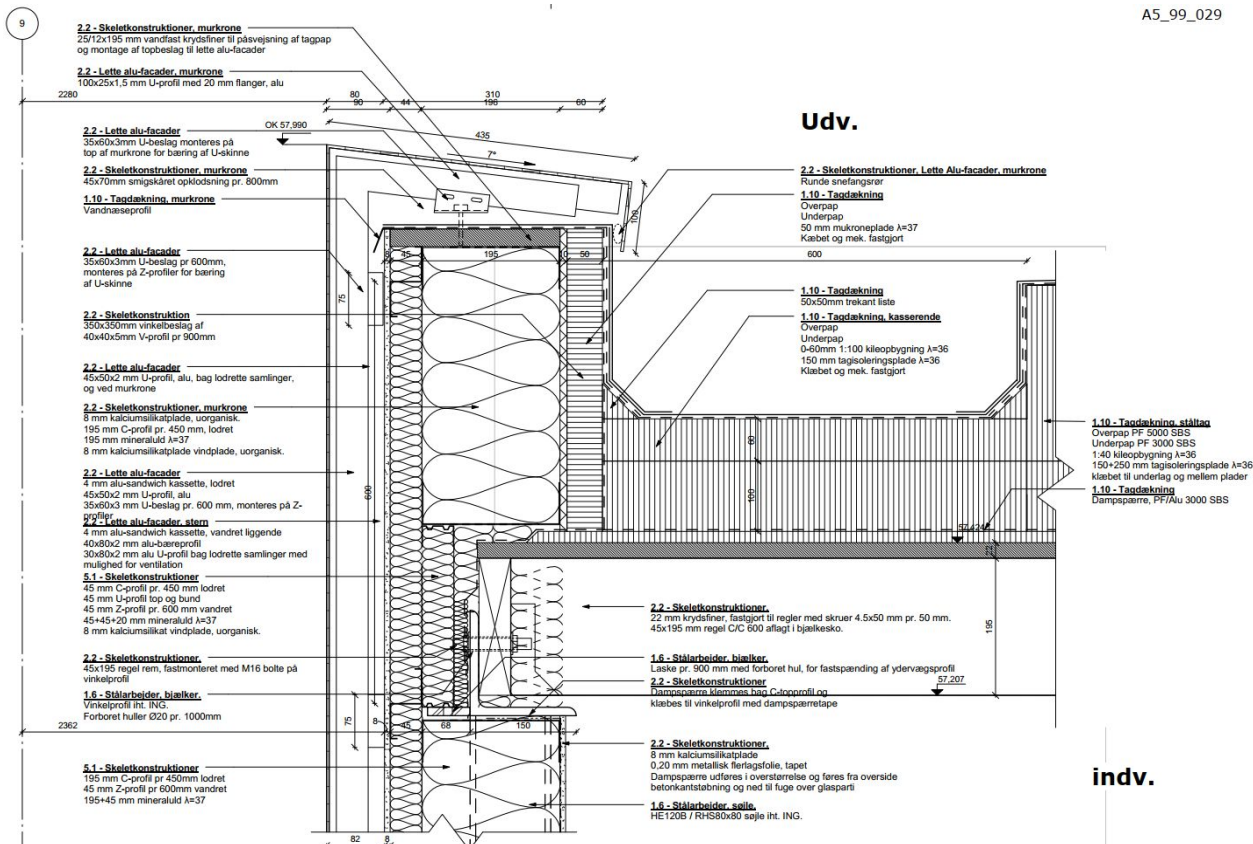 A5_99_029
9
2.2 - Skeletkonstruktioner, murkrone
25/12x195 mm vandfast krydsfiner til påsvejsning af tagpap
og montage af topbeslag til lette alu-facader
2.2 - Lette alu-facader, murkrone
100x25x1,5 mm U-profil med 20 mm flanger, alu
2280
80
90
44
310
196
60
OK 57,990
435
7°
100
2.2 - Lette alu-facader
35x60x3mm U-beslag monteres på
top af murkrone for bæring af U-skinne
2.2 - Skeletkonstruktioner, murkrone
45x70mm smigskåret opklodsning pr. 800mm
1.10 - Tagdækning, murkrone
Vandnæseprofil
2.2 - Lette alu-facader
35x60x3mm U-beslag pr 600mm,
monteres på Z-profiler for bæring
af U-skinne
2.2 - Skeletkonstruktion
350x350mm vinkelbeslag af
40x40x5mm V-profil pr 900mm
2.2 - Lette alu-facader
45x50x2 mm U-profil, alu, bag lodrette samlinger,
og ved murkrone
2.2 - Skeletkonstruktioner, murkrone
8 mm kalciumsilikatplade, uorganisk.
195 mm C-profil pr. 450 mm, lodret
195 mm mineraluld λ=37
8 mm kalciumsilikatplade vindplade, uorganisk.
2.2 - Lette alu-facader
4 mm alu-sandwich kassette, lodret
45x50x2 mm U-profil, alu
35x60x3 mm U-beslag pr. 600 mm, monteres på Z-
profiler
2.2 - Lette alu-facader, stern
4 mm alu-sandwich kassette, vandret liggende
40x80x2 mm alu-bæreprofil
30x80x2 mm alu U-profil bag lodrette samlinger med
mulighed for ventilation
5.1 - Skeletkonstruktioner
45 mm C-profil pr. 450 mm lodret
45 mm U-profil top og bund
45 mm Z-profil pr. 600 mm vandret
45+45+20 mm mineraluld λ=37
8 mm kalciumsilikat vindplade, uorganisk.
2.2 - Skeletkonstruktioner,
45x195 regel rem, fastmonteret med M16 bolte på
vinkelprofil
1.6 - Stålarbejder, bjælker,
Vinkelprofil iht. ING.
Forboret huller Ø20 pr. 1000mm
2362
5.1 - Skeletkonstruktioner
195 mm C-profil pr 450mm lodret
45 mm Z-profil pr 600mm vandret
195+45 mm mineraluld λ=37
82
8
8
45
195
10
50
600
75
600
75
8
45
68
150
Udv.
2.2 - Skeletkonstruktioner, Lette Alu-facader, murkrone
Runde snefangsrør
1.10 - Tagdækning
Overpap
Underpap
50 mm mukroneplade λ=37
Kæbet og mek. fastgjort
1.10 - Tagdækning
50x50mm trekant liste
1.10 - Tagdækning, kasserende
Overpap
Underpap
0-60mm 1:100 kileopbygning λ=36
150 mm tagisoleringsplade λ=36
Klæbet og mek. fastgjort
60
100
1.10 - Tagdækning, ståltag
Overpap PF 5000 SBS
Underpap PF 3000 SBS
1:40 kileopbygning λ=36
150+250 mm tagisoleringsplade λ=36
klæbet til underlag og mellem plader
1.10 - Tagdækning
Dampspærre, PF/Alu 3000 SBS
57,424
22
195
2.2 - Skeletkonstruktioner,
22 mm krydsfiner, fastgjort til regler med skruer 4.5x50 mm pr. 50 mm.
45x195 mm regel C/C 600 aflagt i bjælkesko.
1.6 - Stålarbejder, bjælker,
Laske pr. 900 mm med forboret hul, for fastspænding af ydervægsprofil
2.2 - Skeletkonstruktioner
Dampspærre klemmes bag C-topprofil og
klæbes til vinkelprofil med dampspærretape
57,207
2.2 - Skeletkonstruktioner,
8 mm kalciumsilikatplade
0,20 mm metallisk flerlagsfolie, tapet
Dampspærre udføres i overstørrelse og føres fra overside
betonkantstøbning og ned til fuge over glasparti
1.6 - Stålarbejder, søjle,
HE120B / RHS80x80 søjle iht. ING.
indv.